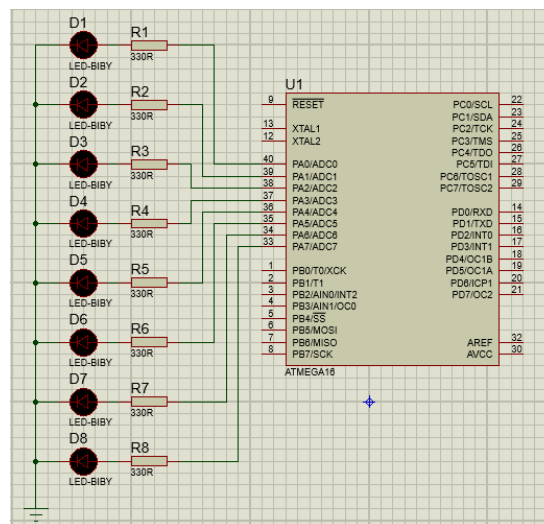 D1
R1
LED-BIBY
330R
D2
R2
LED-BIBY
330R
D3
R3
LED-BIBY
330R
D4
R4
LED-BIBY
330R
D5
R5
LED-BIBY
330R
D6
R6
LED-BIBY
330R
D7
R7
LED-BIBY
330R
D8
R8
LED-BIBY
330R
U1
9 RESET
13 XTAL1
12 XTAL2
40 PA0/ADC0
39 PA1/ADC1
38 PA2/ADC2
37 PA3/ADC3
36 PA4/ADC4
35 PA5/ADC5
34 PA6/ADC6
33 PA7/ADC7
1 PB0/T0/XCK
2 PB1/T1
3 PB2/AIN0/INT2
4 PB3/AIN1/OC0
5 PB4/SS
6 PB5/MOSI
7 PB6/MISO
8 PB7/SCK
PC0/SCL 22
PC1/SDA 23
PC2/TCK 24
PC3/TMS 25
PC4/TDO 26
PC5/TDI 27
PC6/TOSC1 28
PC7/TOSC2 29
PD0/RXD 14
PD1/TXD 15
PD2/INT0 16
PD3/INT1 17
PD4/OC1B 18
PD5/OC1A 19
PD6/ICP1 20
PD7/OC2 21
AREF 32
AVCC 30
ATMEGA16